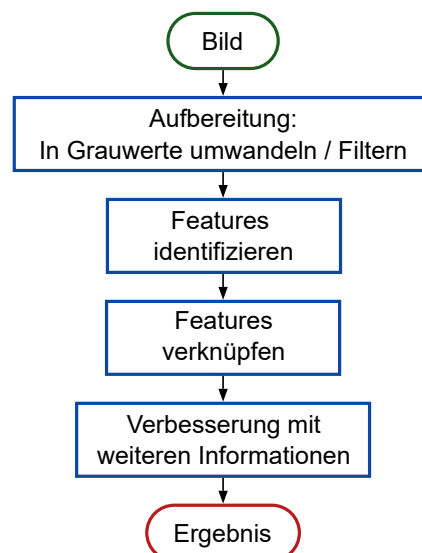 Bild
Aufbereitung:
In Grauwerte umwandeln / Filtern
Features
identifizieren
Features
verknüpfen
Verbesserung mit
weiteren Informationen
Ergebnis